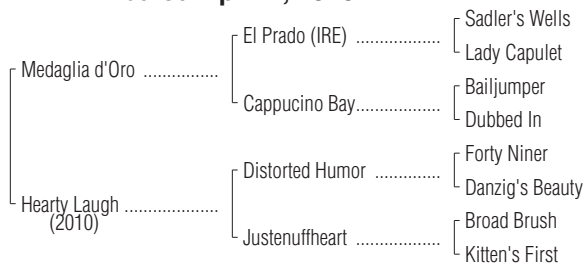 Sadler's Wells
El Prado (IRE) ..................
Lady Capulet
Medaglia d'Oro ................
Bailjumper
Cappucino Bay....................
Dubbed In
Forty Niner
Distorted Humor ................
Danzig's Beauty
Hearty Laugh ....................
(2010)
Broad Brush
Justenuffheart ....................
Kitten's First